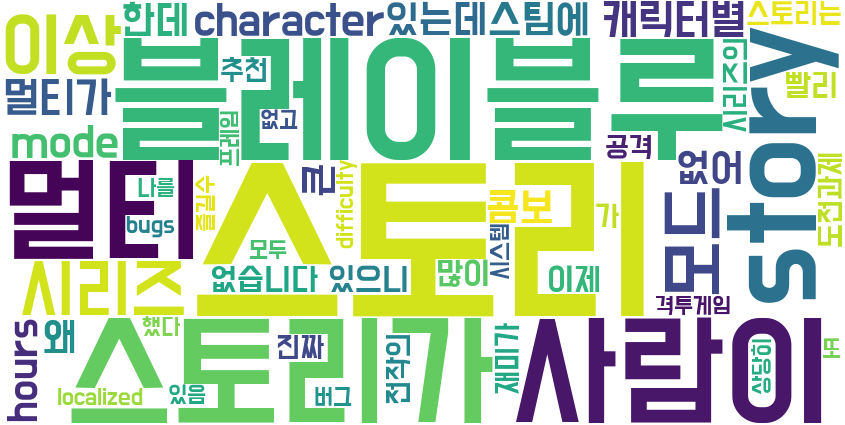 이상
한데
character
있는데
스팀에
캐릭터별
스토리는
블레이블루
추천
멀티가
없고
프레임
mode
공격
시리즈의
빨리
story
멀티
나를
즐길수
bugs
스토리
큰
difficulty
콤보
가
없어
모드
도전과제
모두
시스템
시리즈
없습니다
있으니
많이
이제
격투게임
hours
왜
했다
스토리가
진짜
전작의
재미가
사람이
상당히
localized
있음
버그